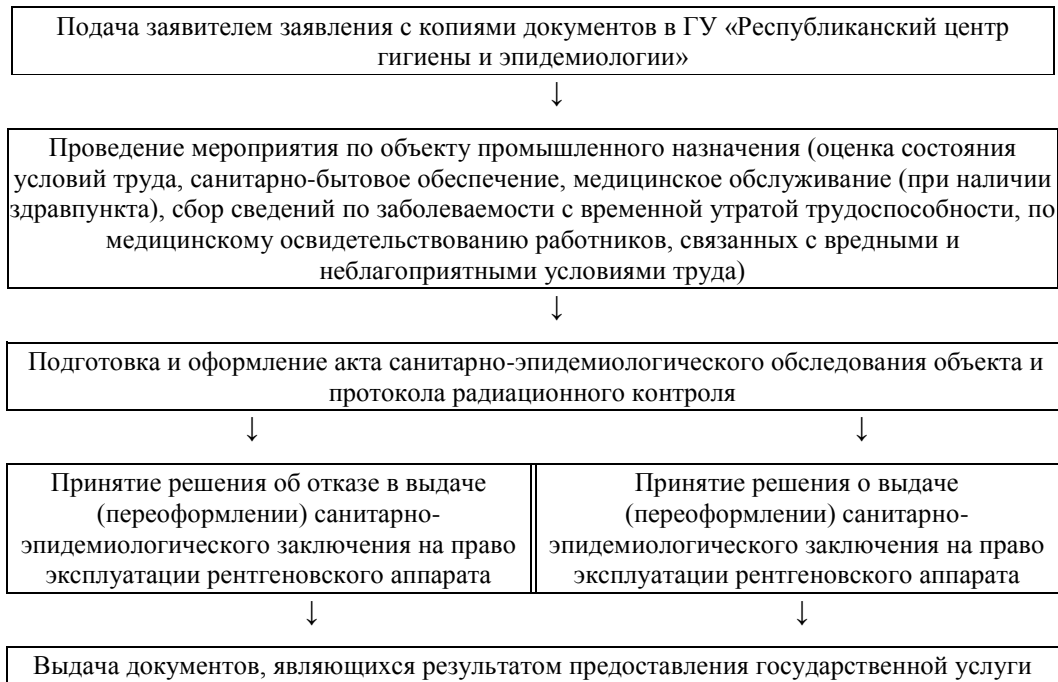 Подача заявителем заявления с копиями документов в ГУ «Республиканский центр
гигиены и эпидемиологии»
↓
Проведение мероприятия по объекту промышленного назначения (оценка состояния
условий труда, санитарно-бытовое обеспечение, медицинское обслуживание (при наличии
здравпункта), сбор сведений по заболеваемости с временной утратой трудоспособности, по
медицинскому освидетельствованию работников, связанных с вредными и
неблагоприятными условиями труда)
↓
Подготовка и оформление акта санитарно-эпидемиологического обследования объекта и
протокола радиационного контроля
↓ ↓
Принятие решения об отказе в выдаче
(переоформлении) санитарно-
эпидемиологического заключения на право
эксплуатации рентгеновского аппарата
Принятие решения о выдаче
(переоформлении) санитарно-
эпидемиологического заключения на право
эксплуатации рентгеновского аппарата
↓ ↓
Выдача документов, являющихся результатом предоставления государственной услуги